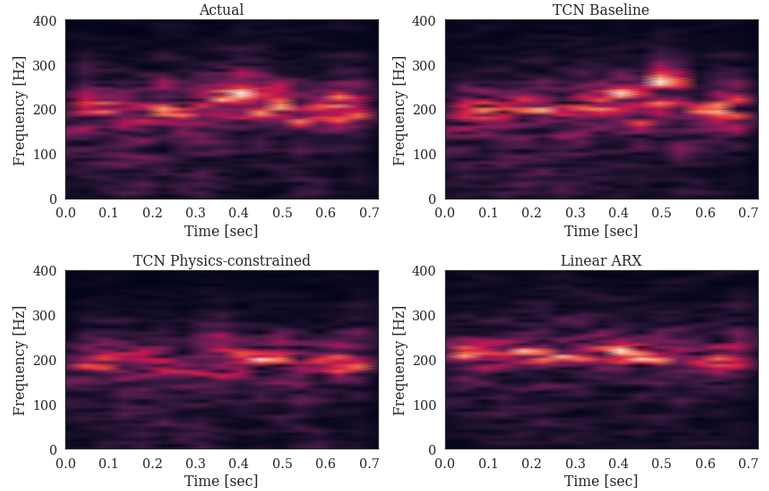 Actual
TCN Baseline
400
300
200
100
0
Frequency [Hz]
0.0 0.1 0.2 0.3 0.4 0.5 0.6 0.7
Time [sec]
400
300
200
100
0
Frequency [Hz]
0.0 0.1 0.2 0.3 0.4 0.5 0.6 0.7
Time [sec]
TCN Physics-constrained
Linear ARX
400
300
200
100
0
Frequency [Hz]
0.0 0.1 0.2 0.3 0.4 0.5 0.6 0.7
Time [sec]
400
300
200
100
0
Frequency [Hz]
0.0 0.1 0.2 0.3 0.4 0.5 0.6 0.7
Time [sec]